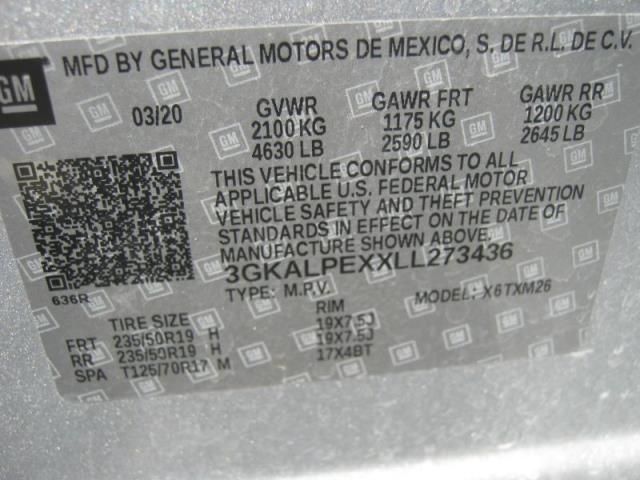 GM
MFD BY GENERAL MOTORS DE MEXICO, S. DE R.L. DE C.V.
03/20 GVWR GAWR FRT GAWR RR
2100 KG 1175 KG 1200 KG
4630 LB 2590 LB 2645 LB
THIS VEHICLE CONFORMS TO ALL
APPLICABLE U.S. FEDERAL MOTOR
VEHICLE SAFETY AND THEFT PREVENTION
STANDARDS IN EFFECT ON THE DATE OF
MANUFACTURE SHOWN ABOVE.
3GKALPEXXLL273436
636R
TYPE: M.P.V. MODEL: X6TXM26
TIRE SIZE RIM
FRT 235/50R19 H 19X7.5J
RR 235/50R19 H 19X7.5J
SPA T125/70R17 M 17X4BT